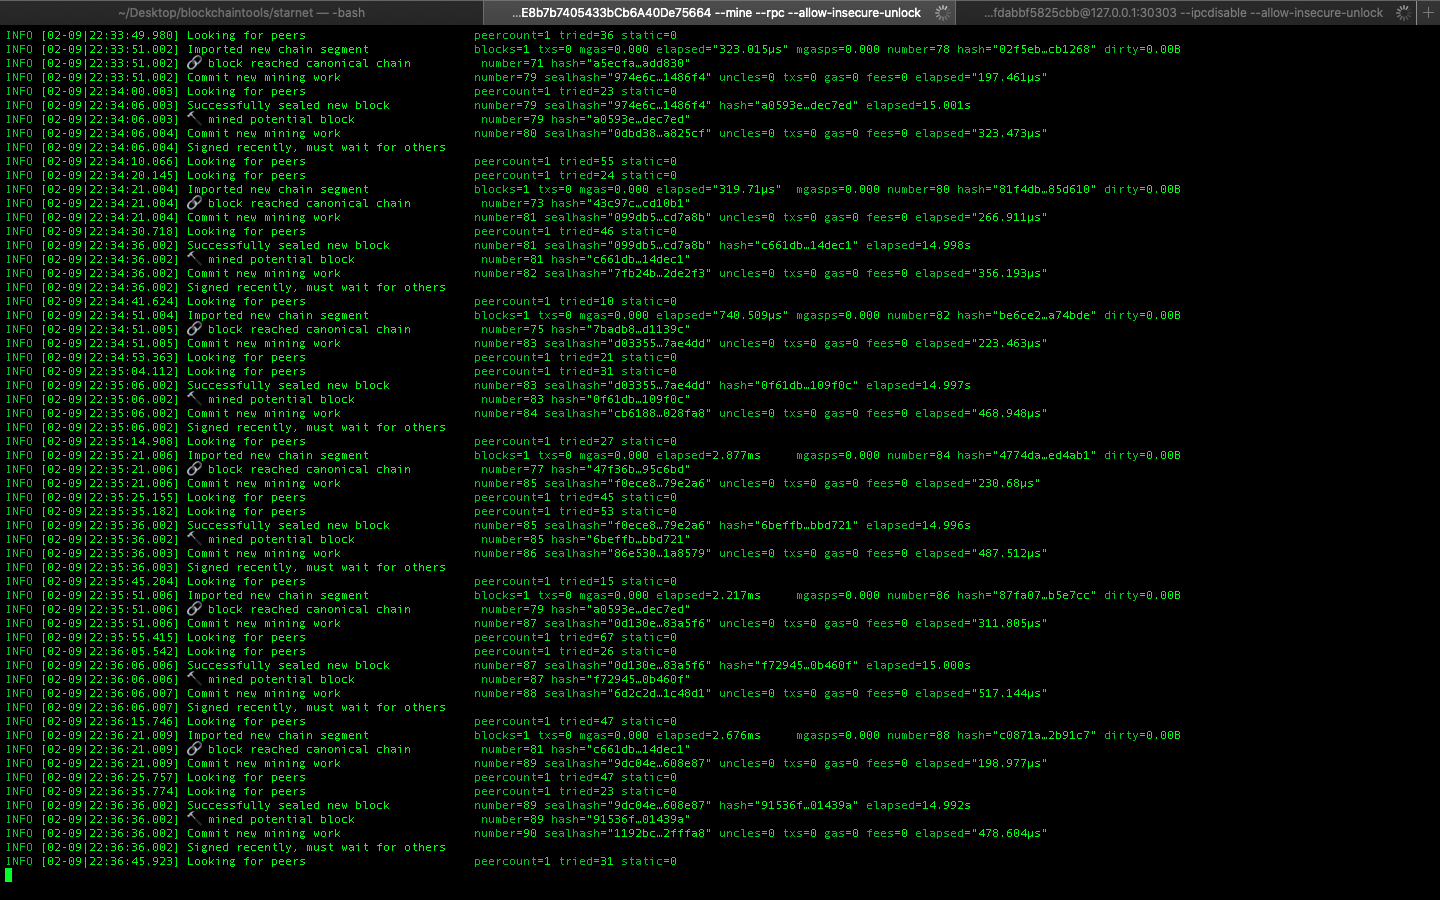 ~/Desktop/blockchaintools/starnet — -bash
...E8b7b7405433bCb6A40De75664 --mine --rpc --allow-insecure-unlock
...fdabbf5825cbb@127.0.0.1:30303 --ipcdisable --allow-insecure-unlock
INFO [02-09|22:33:49.980] Looking for peers peercount=1 tried=36 static=0
INFO [02-09|22:33:51.002] Imported new chain segment blocks=1 txs=0 mgas=0.000 elapsed="323.015µs" mgasps=0.000 number=78 hash="02f5eb…cb1268" dirty=0.00B
INFO [02-09|22:33:51.002] 🔗 block reached canonical chain number=71 hash="a5ecfa…add830"
INFO [02-09|22:33:51.002] Commit new mining work number=79 sealhash="974e6c…1486f4" uncles=0 txs=0 gas=0 fees=0 elapsed="197.461µs"
INFO [02-09|22:34:00.003] Looking for peers peercount=1 tried=23 static=0
INFO [02-09|22:34:06.003] Successfully sealed new block number=79 sealhash="974e6c…1486f4" hash="a0593e…dec7ed" elapsed=15.001s
INFO [02-09|22:34:06.003] 🔨 mined potential block number=79 hash="a0593e…dec7ed"
INFO [02-09|22:34:06.004] Commit new mining work number=80 sealhash="0dbd38…a825cf" uncles=0 txs=0 gas=0 fees=0 elapsed="323.473µs"
INFO [02-09|22:34:06.004] Signed recently, must wait for others
INFO [02-09|22:34:10.066] Looking for peers peercount=1 tried=55 static=0
INFO [02-09|22:34:20.145] Looking for peers peercount=1 tried=24 static=0
INFO [02-09|22:34:21.004] Imported new chain segment blocks=1 txs=0 mgas=0.000 elapsed="319.71µs" mgasps=0.000 number=80 hash="81f4db…85d610" dirty=0.00B
INFO [02-09|22:34:21.004] 🔗 block reached canonical chain number=73 hash="43c97c…cd10b1"
INFO [02-09|22:34:21.004] Commit new mining work number=81 sealhash="099db5…cd7a8b" uncles=0 txs=0 gas=0 fees=0 elapsed="266.911µs"
INFO [02-09|22:34:30.718] Looking for peers peercount=1 tried=46 static=0
INFO [02-09|22:34:36.002] Successfully sealed new block number=81 sealhash="099db5…cd7a8b" hash="c661db…14dec1" elapsed=14.998s
INFO [02-09|22:34:36.002] 🔨 mined potential block number=81 hash="c661db…14dec1"
INFO [02-09|22:34:36.002] Commit new mining work number=82 sealhash="7fb24b…2de2f3" uncles=0 txs=0 gas=0 fees=0 elapsed="356.193µs"
INFO [02-09|22:34:36.002] Signed recently, must wait for others
INFO [02-09|22:34:41.624] Looking for peers peercount=1 tried=10 static=0
INFO [02-09|22:34:51.004] Imported new chain segment blocks=1 txs=0 mgas=0.000 elapsed="740.509µs" mgasps=0.000 number=82 hash="be6ce2…a74bde" dirty=0.00B
INFO [02-09|22:34:51.005] 🔗 block reached canonical chain number=75 hash="7badb8…d1139c"
INFO [02-09|22:34:51.005] Commit new mining work number=83 sealhash="d03355…7ae4dd" uncles=0 txs=0 gas=0 fees=0 elapsed="223.463µs"
INFO [02-09|22:34:53.363] Looking for peers peercount=1 tried=21 static=0
INFO [02-09|22:35:04.112] Looking for peers peercount=1 tried=31 static=0
INFO [02-09|22:35:06.002] Successfully sealed new block number=83 sealhash="d03355…7ae4dd" hash="0f61db…109f0c" elapsed=14.997s
INFO [02-09|22:35:06.002] 🔨 mined potential block number=83 hash="0f61db…109f0c"
INFO [02-09|22:35:06.002] Commit new mining work number=84 sealhash="cb6188…028fa8" uncles=0 txs=0 gas=0 fees=0 elapsed="468.948µs"
INFO [02-09|22:35:06.002] Signed recently, must wait for others
INFO [02-09|22:35:14.908] Looking for peers peercount=1 tried=27 static=0
INFO [02-09|22:35:21.006] Imported new chain segment blocks=1 txs=0 mgas=0.000 elapsed=2.877ms mgasps=0.000 number=84 hash="4774da…ed4ab1" dirty=0.00B
INFO [02-09|22:35:21.006] 🔗 block reached canonical chain number=77 hash="47f36b…95c6bd"
INFO [02-09|22:35:21.006] Commit new mining work number=85 sealhash="f0ece8…79e2a6" uncles=0 txs=0 gas=0 fees=0 elapsed="230.68µs"
INFO [02-09|22:35:25.155] Looking for peers peercount=1 tried=45 static=0
INFO [02-09|22:35:35.182] Looking for peers peercount=1 tried=53 static=0
INFO [02-09|22:35:36.002] Successfully sealed new block number=85 sealhash="f0ece8…79e2a6" hash="6beffb…bbd721" elapsed=14.996s
INFO [02-09|22:35:36.002] 🔨 mined potential block number=85 hash="6beffb…bbd721"
INFO [02-09|22:35:36.002] Commit new mining work number=86 sealhash="86e530…1a8579" uncles=0 txs=0 gas=0 fees=0 elapsed="487.512µs"
INFO [02-09|22:35:36.003] Signed recently, must wait for others
INFO [02-09|22:35:45.204] Looking for peers peercount=1 tried=15 static=0
INFO [02-09|22:35:51.006] Imported new chain segment blocks=1 txs=0 mgas=0.000 elapsed=2.217ms mgasps=0.000 number=86 hash="87fa07…b5e7cc" dirty=0.00B
INFO [02-09|22:35:51.006] 🔗 block reached canonical chain number=79 hash="a0593e…dec7ed"
INFO [02-09|22:35:51.006] Commit new mining work number=87 sealhash="0d130e…83a5f6" uncles=0 txs=0 gas=0 fees=0 elapsed="311.805µs"
INFO [02-09|22:35:55.415] Looking for peers peercount=1 tried=67 static=0
INFO [02-09|22:36:05.542] Looking for peers peercount=1 tried=26 static=0
INFO [02-09|22:36:06.006] Successfully sealed new block number=87 sealhash="0d130e…83a5f6" hash="f72945…0b460f" elapsed=15.000s
INFO [02-09|22:36:06.006] 🔨 mined potential block number=87 hash="f72945…0b460f"
INFO [02-09|22:36:06.007] Commit new mining work number=88 sealhash="6d2c2d…1c48d1" uncles=0 txs=0 gas=0 fees=0 elapsed="517.144µs"
INFO [02-09|22:36:06.007] Signed recently, must wait for others
INFO [02-09|22:36:15.746] Looking for peers peercount=1 tried=47 static=0
INFO [02-09|22:36:21.009] Imported new chain segment blocks=1 txs=0 mgas=0.000 elapsed=2.676ms mgasps=0.000 number=88 hash="c0871a…2b91c7" dirty=0.00B
INFO [02-09|22:36:21.009] 🔗 block reached canonical chain number=81 hash="c661db…14dec1"
INFO [02-09|22:36:21.009] Commit new mining work number=89 sealhash="9dc04e…608e87" uncles=0 txs=0 gas=0 fees=0 elapsed="198.977µs"
INFO [02-09|22:36:25.757] Looking for peers peercount=1 tried=47 static=0
INFO [02-09|22:36:35.774] Looking for peers peercount=1 tried=23 static=0
INFO [02-09|22:36:36.002] Successfully sealed new block number=89 sealhash="9dc04e…608e87" hash="91536f…01439a" elapsed=14.992s
INFO [02-09|22:36:36.002] 🔨 mined potential block number=89 hash="91536f…01439a"
INFO [02-09|22:36:36.002] Commit new mining work number=90 sealhash="1192bc…2fffa8" uncles=0 txs=0 gas=0 fees=0 elapsed="478.604µs"
INFO [02-09|22:36:36.002] Signed recently, must wait for others
INFO [02-09|22:36:45.923] Looking for peers peercount=1 tried=31 static=0